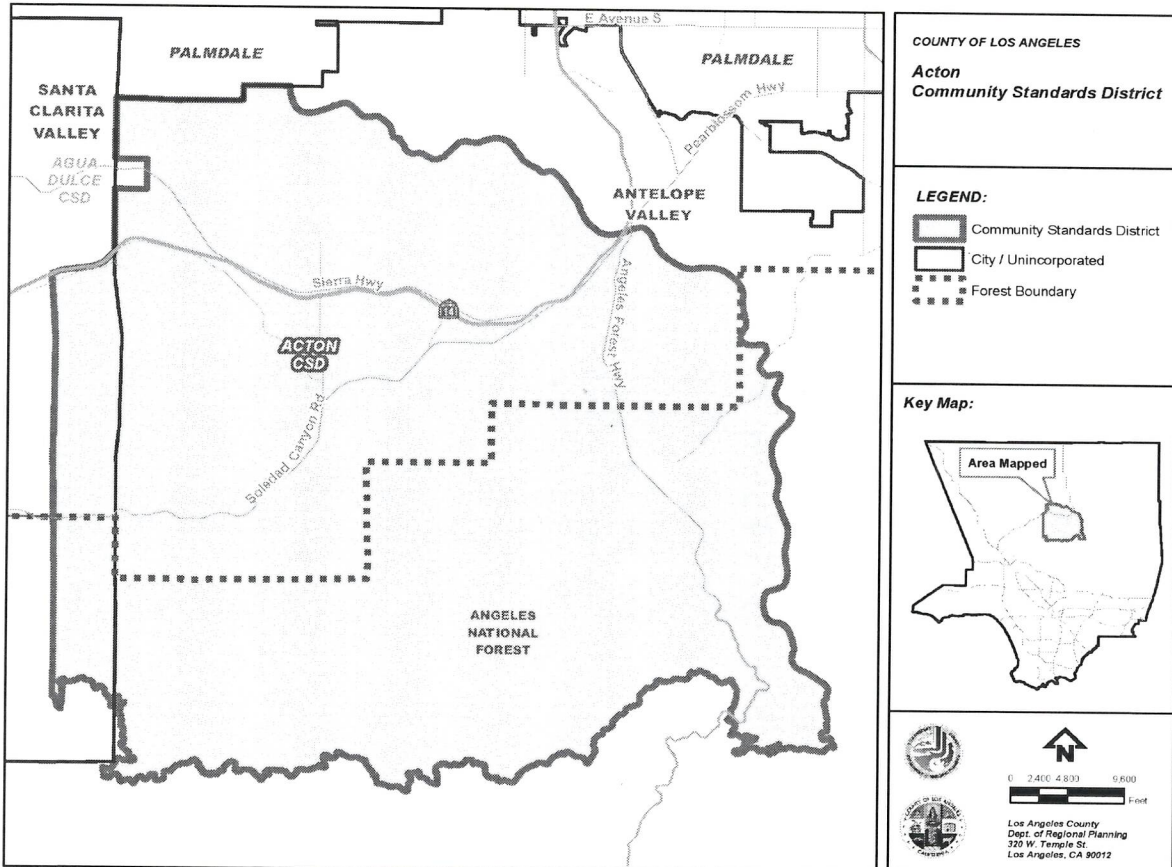 COUNTY OF LOS ANGELES
Acton
Community Standards District
LEGEND:
Community Standards District
City / Unincorporated
Forest Boundary
Key Map:
Area Mapped
N
0 2,400 4,800 9,600
Feet
Los Angeles County
Dept. of Regional Planning
320 W. Temple St.
Los Angeles, CA 90012
E Avenue S
PALMDALE
PALMDALE
SANTA
CLARITA
VALLEY
Pearblossom Hwy
AGUA
DULCE
CSD
ANTELOPE
VALLEY
Sierra Hwy
14
ACTON
CSD
Angeles Forest Hwy
Soledad Canyon Rd
ANGELES
NATIONAL
FOREST